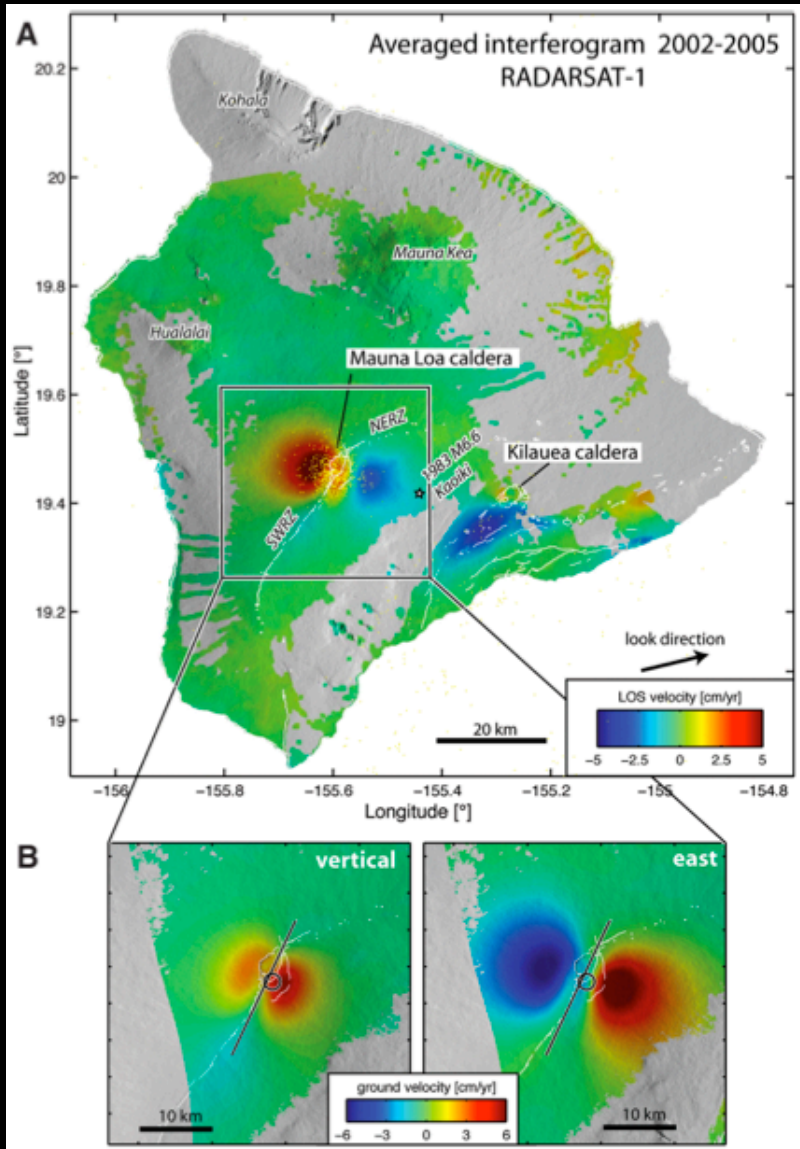 A
Averaged interferogram 2002-2005
RADARSAT-1
20.2
20
19.8
19.6
19.4
19.2
19
Latitude [°]
Kohala
Mauna Kea
Hualalai
Mauna Loa caldera
NERZ
1983 M6.6
Kaoiki
Kilauea caldera
SWRZ
look direction
LOS velocity [cm/yr]
-5 -2.5 0 2.5 5
20 km
-156 -155.8 -155.6 -155.4 -155.2 -155 -154.8
Longitude [°]
B
vertical
east
ground velocity [cm/yr]
-6 -3 0 3 6
10 km
10 km